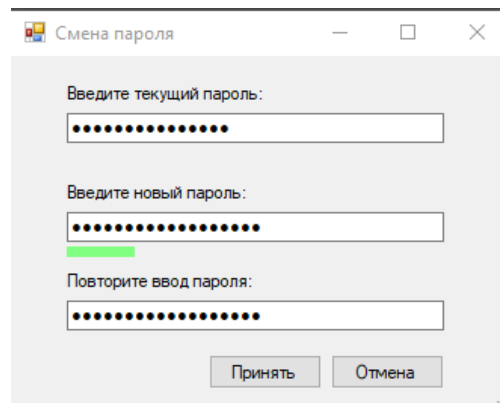 Смена пароля
Введите текущий пароль:
•••••••••••••••
Введите новый пароль:
••••••••••••••••••
Повторите ввод пароля:
••••••••••••••••••
Принять Отмена